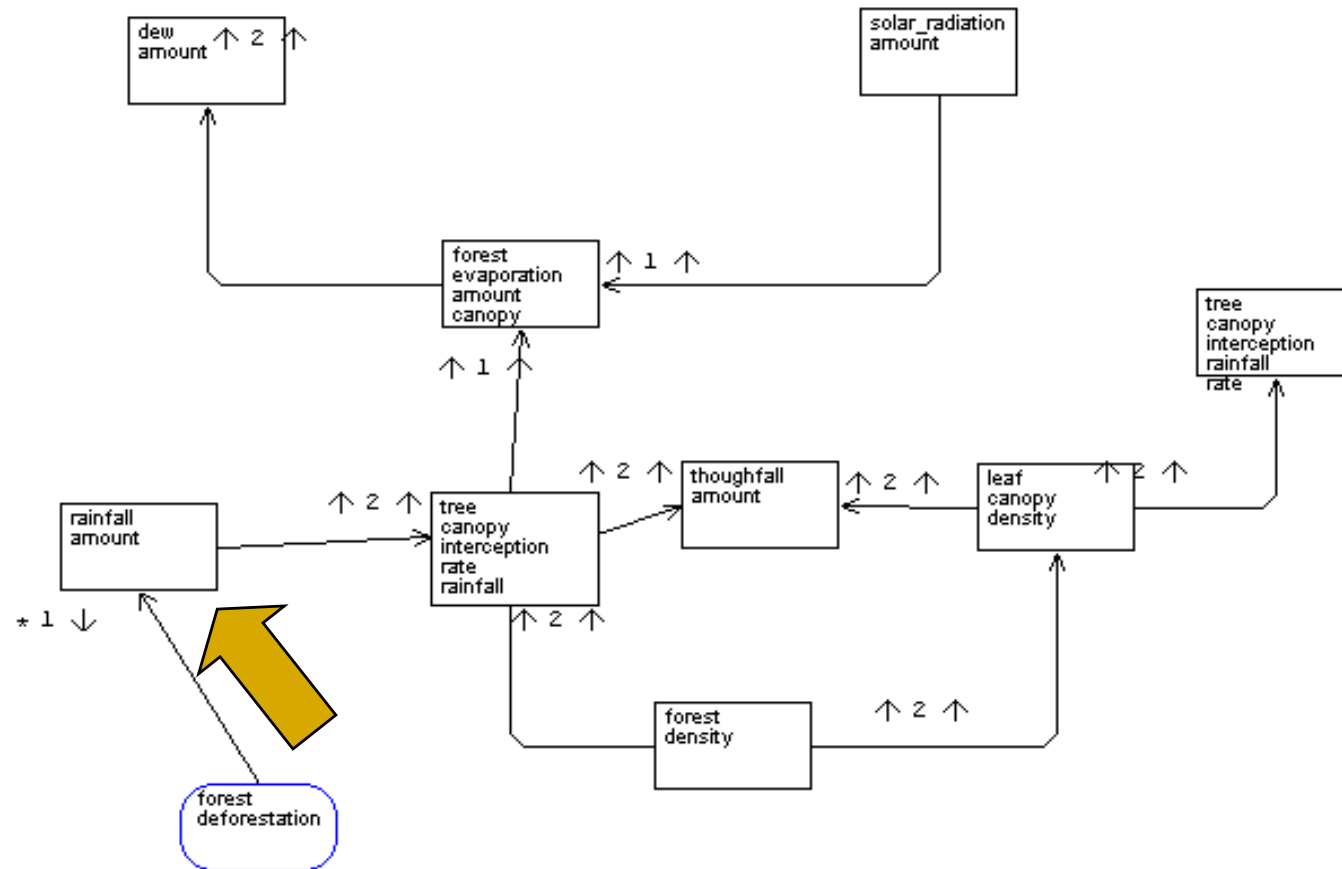 dew
amount
↑ 2 ↑
solar_radiation
amount
forest
evaporation
amount
canopy
↑ 1 ↑
tree
canopy
interception
rainfall
rate
↑ 1 ↑
↑ 2 ↑
thoughfall
amount
↑ 2 ↑
leaf
canopy
density
↑ 2 ↑
rainfall
amount
↑ 2 ↑
tree
canopy
interception
rate
rainfall
* 1 ↓
↑ 2 ↑
forest
density
↑ 2 ↑
forest
deforestation